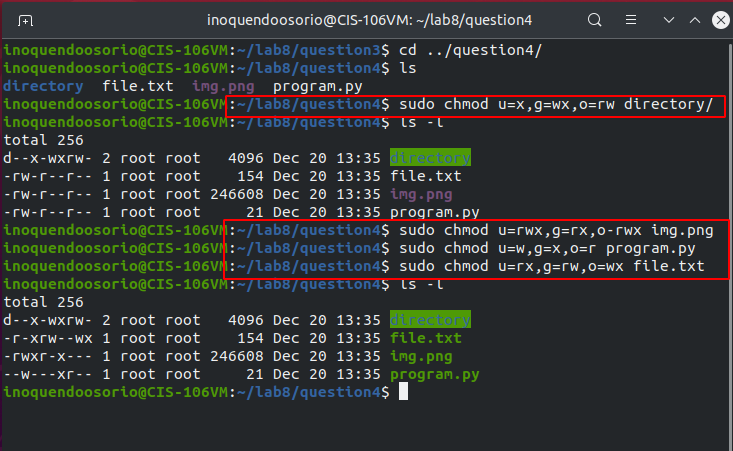 inoquendoosorio@CIS-106VM: ~/lab8/question4
inoquendoosorio@CIS-106VM:~/lab8/question3$ cd ../question4/
inoquendoosorio@CIS-106VM:~/lab8/question4$ ls
directory  file.txt  img.png  program.py
inoquendoosorio@CIS-106VM:~/lab8/question4$ sudo chmod u=x,g=wx,o=rw directory/
inoquendoosorio@CIS-106VM:~/lab8/question4$ ls -l
total 256
d--x-wxrw- 2 root root   4096 Dec 20 13:35 directory
-rw-r--r-- 1 root root    154 Dec 20 13:35 file.txt
-rw-r--r-- 1 root root 246608 Dec 20 13:35 img.png
-rw-r--r-- 1 root root     21 Dec 20 13:35 program.py
inoquendoosorio@CIS-106VM:~/lab8/question4$ sudo chmod u=rwx,g=rx,o-rwx img.png
inoquendoosorio@CIS-106VM:~/lab8/question4$ sudo chmod u=w,g=x,o=r program.py
inoquendoosorio@CIS-106VM:~/lab8/question4$ sudo chmod u=rx,g=rw,o=wx file.txt
inoquendoosorio@CIS-106VM:~/lab8/question4$ ls -l
total 256
d--x-wxrw- 2 root root   4096 Dec 20 13:35 directory
-r-xrw--wx 1 root root    154 Dec 20 13:35 file.txt
-rwxr-x--- 1 root root 246608 Dec 20 13:35 img.png
--w---xr-- 1 root root     21 Dec 20 13:35 program.py
inoquendoosorio@CIS-106VM:~/lab8/question4$